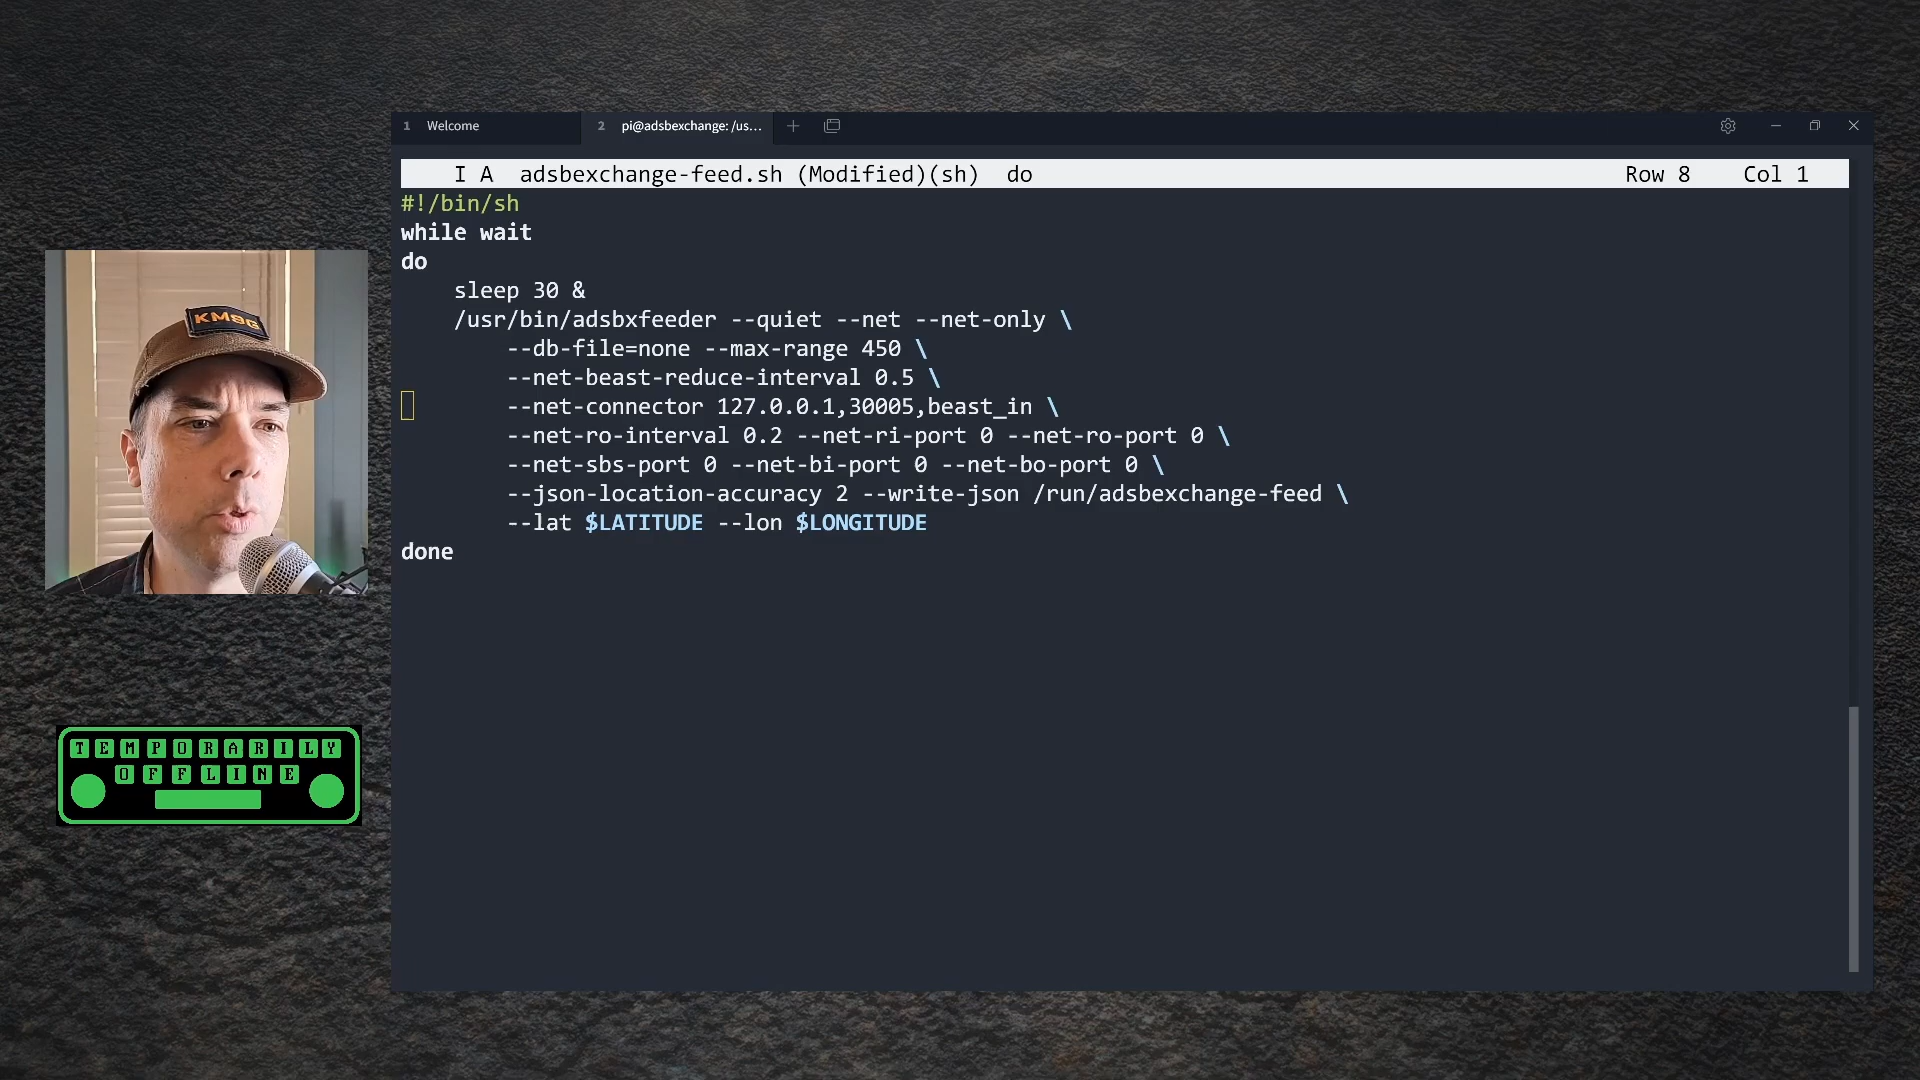 1 Welcome 2 pi@adsbexchange: /us...
I A adsbexchange-feed.sh (Modified)(sh) do Row 8 Col 1
#!/bin/sh
while wait
do
sleep 30 &
/usr/bin/adsbxfeeder --quiet --net --net-only \
--db-file=none --max-range 450 \
--net-beast-reduce-interval 0.5 \
--net-connector 127.0.0.1,30005,beast_in \
--net-ro-interval 0.2 --net-ri-port 0 --net-ro-port 0 \
--net-sbs-port 0 --net-bi-port 0 --net-bo-port 0 \
--json-location-accuracy 2 --write-json /run/adsbexchange-feed \
--lat $LATITUDE --lon $LONGITUDE
done
KM9G
TEMPORARILY
OFFLINE